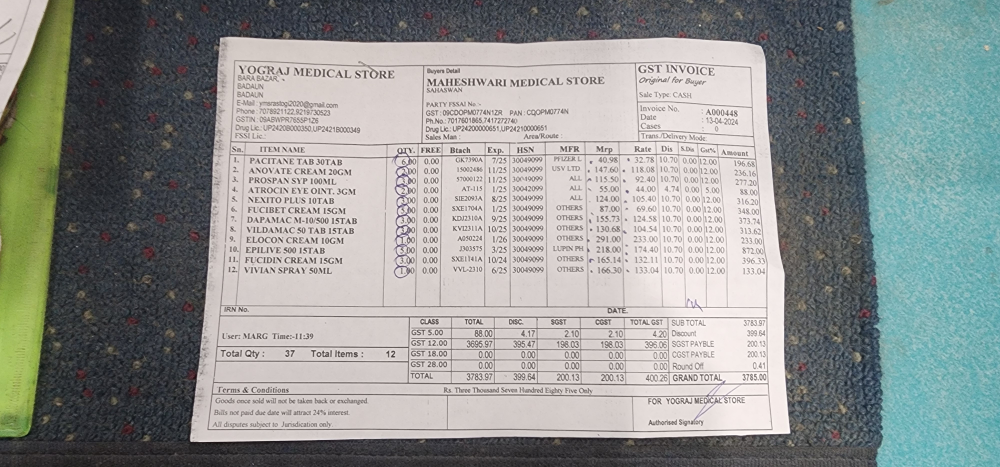 YOGRAJ MEDICAL STORE
BARA BAZAR,
BADAUN
BADAUN
E-Mail : ymsrastogi2020@gmail.com
Phone : 7078921122,9219730523
GSTIN : 09ABWPR7655P1Z6
Drug Lic.: UP2420B000350,UP2421B000349
FSSI Lic.:
Buyers Detail
MAHESHWARI MEDICAL STORE
SAHASWAN
PARTY FSSAI No :-
GST : 09CDOPM0774N1ZR PAN : CDOPM0774N
Ph.No.: 7017601865,7417272740
Drug Lic.: UP24200000651,UP24210000651
Sales Man : Area/Route :
GST INVOICE
Original for Buyer
Sale Type: CASH
Invoice No. : A000448
Date : 13-04-2024
Cases : 0
Trans./Delivery Mode:
Sn. ITEM NAME QTY. FREE Btach Exp. HSN MFR Mrp Rate Dis S.Dis Gst% Amount
1. PACITANE TAB 30TAB 6.00 0.00 GK7390A 7/25 30049099 PFIZER L 40.98 32.78 10.70 0.00 12.00 196.68
2. ANOVATE CREAM 20GM 2.00 0.00 15002486 11/25 30049099 USV LTD 147.60 118.08 10.70 0.00 12.00 236.16
3. PROSPAN SYP 100ML 3.00 0.00 57000122 11/25 30049099 ALL 115.50 92.40 10.70 0.00 12.00 277.20
4. ATROCIN EYE OINT. 3GM 2.00 0.00 AT-115 1/25 30042099 ALL 55.00 44.00 4.74 0.00 5.00 88.00
5. NEXITO PLUS 10TAB 3.00 0.00 SIE2093A 8/25 30049099 ALL 124.00 105.40 10.70 0.00 12.00 316.20
6. FUCIBET CREAM 15GM 5.00 0.00 SXE1704A 1/25 30049099 OTHERS 87.00 69.60 10.70 0.00 12.00 348.00
7. DAPAMAC M-10/500 15TAB 3.00 0.00 KDJ2310A 9/25 30049099 OTHERS 155.73 124.58 10.70 0.00 12.00 373.74
8. VILDAMAC 50 TAB 15TAB 3.00 0.00 KVI2311A 10/25 30049099 OTHERS 130.68 104.54 10.70 0.00 12.00 313.62
9. ELOCON CREAM 10GM 1.00 0.00 A050224 1/26 30049099 OTHERS 291.00 233.00 10.70 0.00 12.00 233.00
10. EPILIVE 500 15TAB 5.00 0.00 J303575 3/25 30049099 LUPIN PH 218.00 174.40 10.70 0.00 12.00 872.00
11. FUCIDIN CREAM 15GM 3.00 0.00 SXE1741A 10/24 30049099 OTHERS 165.14 132.11 10.70 0.00 12.00 396.33
12. VIVIAN SPRAY 50ML 1.00 0.00 VVL-2310 6/25 30049099 OTHERS 166.30 133.04 10.70 0.00 12.00 133.04
IRN No. DATE.
User: MARG Time:-11:39
Total Qty : 37 Total Items : 12
CLASS TOTAL DISC. SGST CGST TOTAL GST
GST 5.00 88.00 4.17 2.10 2.10 4.20
GST 12.00 3695.97 395.47 198.03 198.03 396.06
GST 18.00 0.00 0.00 0.00 0.00 0.00
GST 28.00 0.00 0.00 0.00 0.00 0.00
TOTAL 3783.97 399.64 200.13 200.13 400.26
SUB TOTAL 3783.97
Discount 399.64
SGST PAYBLE 200.13
CGST PAYBLE 200.13
Round Off 0.41
GRAND TOTAL 3785.00
Rs. Three Thousand Seven Hundred Eighty Five Only
Terms & Conditions
Goods once sold will not be taken back or exchanged.
Bills not paid due date will attract 24% interest.
All disputes subject to Jurisdication only.
FOR YOGRAJ MEDICAL STORE
Authorised Signatory